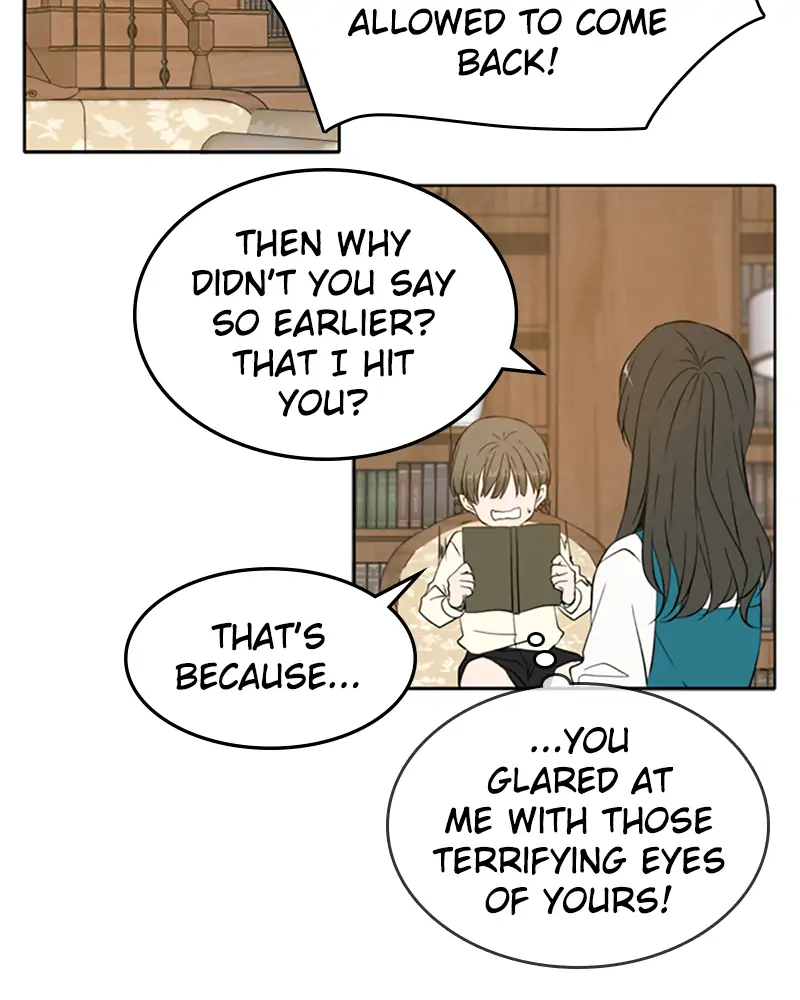 ALLOWED TO COME
BACK!
THEN WHY
DIDN'T YOU SAY
SO EARLIER?
THAT I HIT
YOU?
THAT'S
BECAUSE...
...YOU
GLARED AT
ME WITH THOSE
TERRIFYING EYES
OF YOURS!